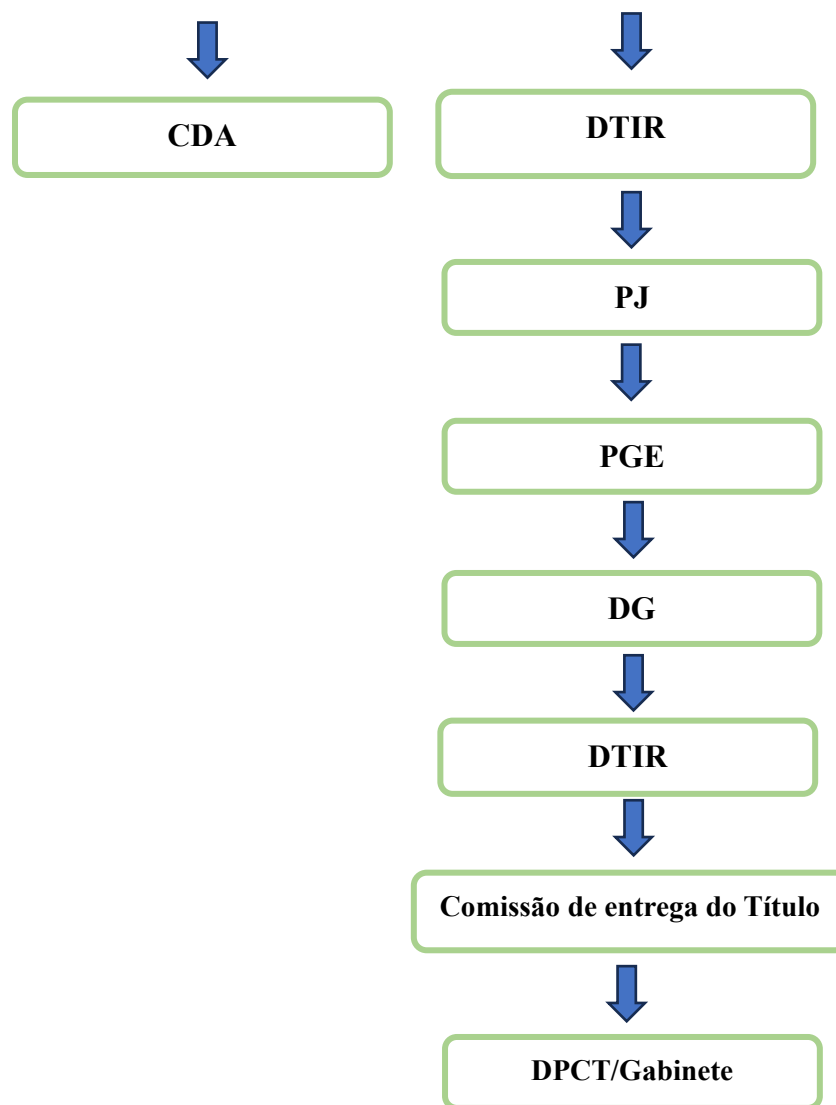 CDA
DTIR
PJ
PGE
DG
DTIR
Comissão de entrega do Título
DPCT/Gabinete